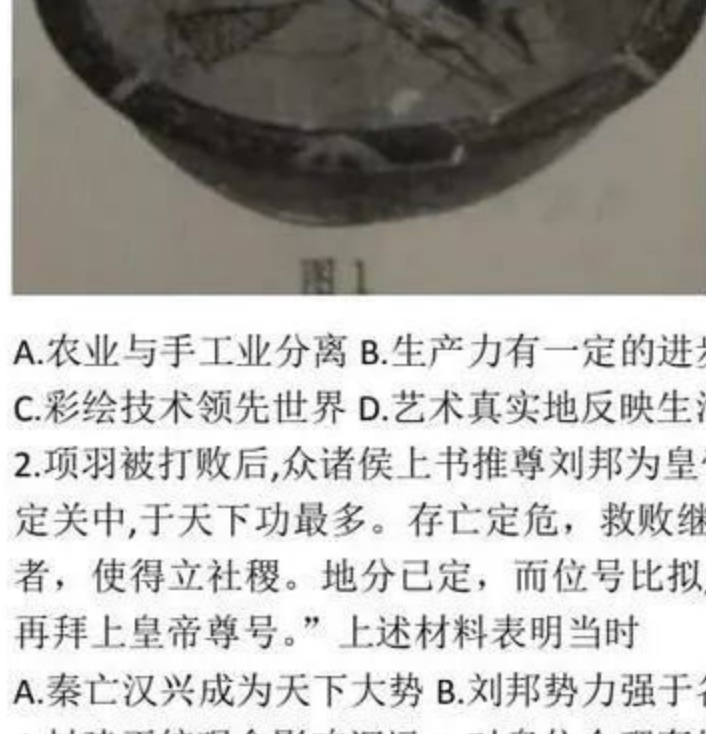 图 1
A.农业与手工业分离 B.生产力有一定的进步
C.彩绘技术领先世界 D.艺术真实地反映生活
2.项羽被打败后,众诸侯上书推尊刘邦为皇
定关中,于天下功最多。存亡定危，救败继
者，使得立社稷。地分已定，而位号比拟,
再拜上皇帝尊号。”上述材料表明当时
A.秦亡汉兴成为天下大势 B.刘邦势力强于